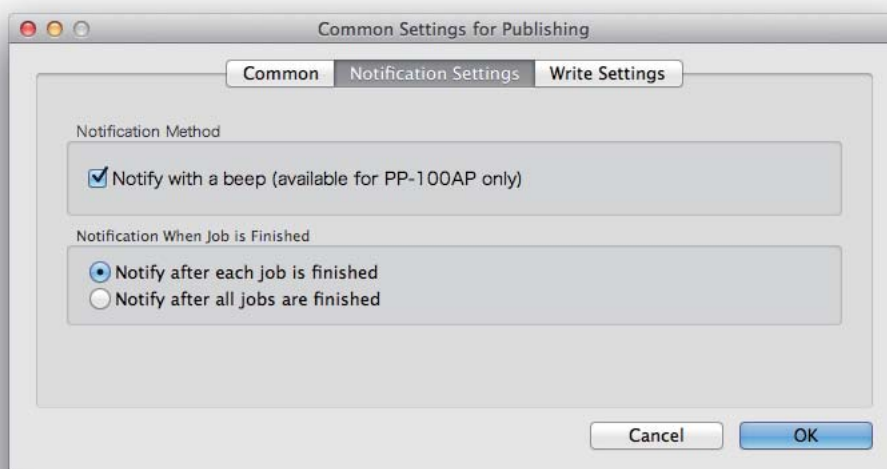 Common Settings for Publishing
Common Notification Settings Write Settings
Notification Method
Notify with a beep (available for PP-100AP only)
Notification When Job is Finished
Notify after each job is finished
Notify after all jobs are finished
Cancel OK